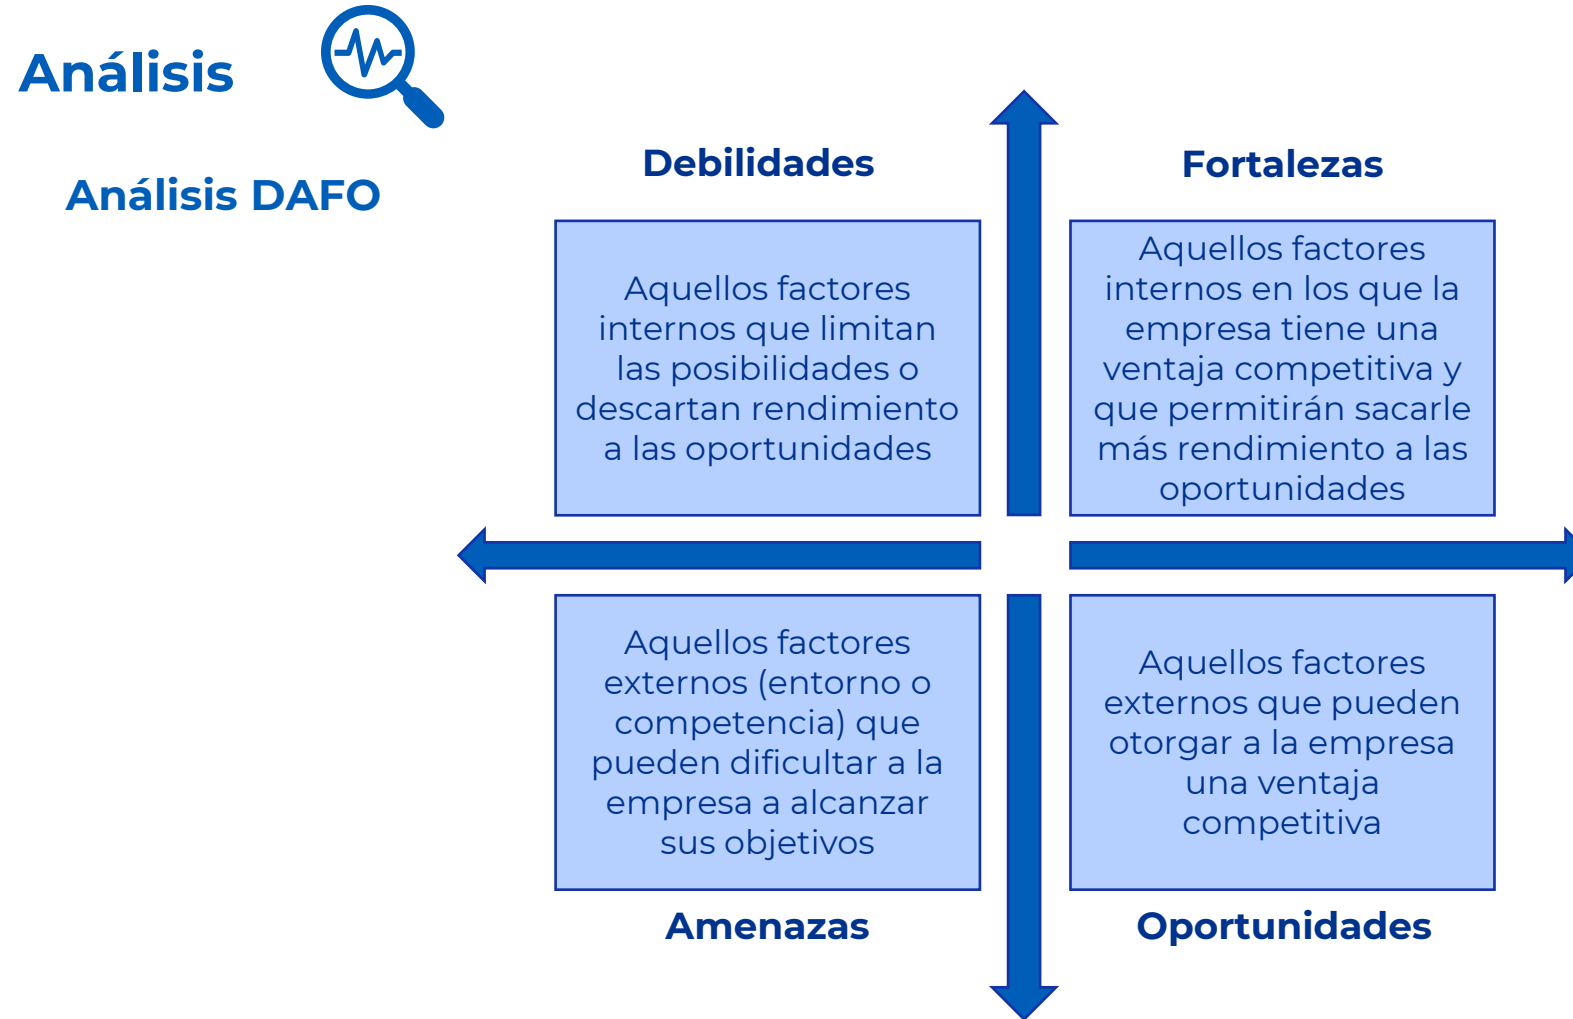 Análisis
Análisis DAFO
Debilidades
Aquellos factores
internos que limitan
las posibilidades o
descartan rendimiento
a las oportunidades
Fortalezas
Aquellos factores
internos en los que la
empresa tiene una
ventaja competitiva y
que permitirán sacarle
más rendimiento a las
oportunidades
Aquellos factores
externos (entorno o
competencia) que
pueden dificultar a la
empresa a alcanzar
sus objetivos
Amenazas
Aquellos factores
externos que pueden
otorgar a la empresa
una ventaja
competitiva
Oportunidades